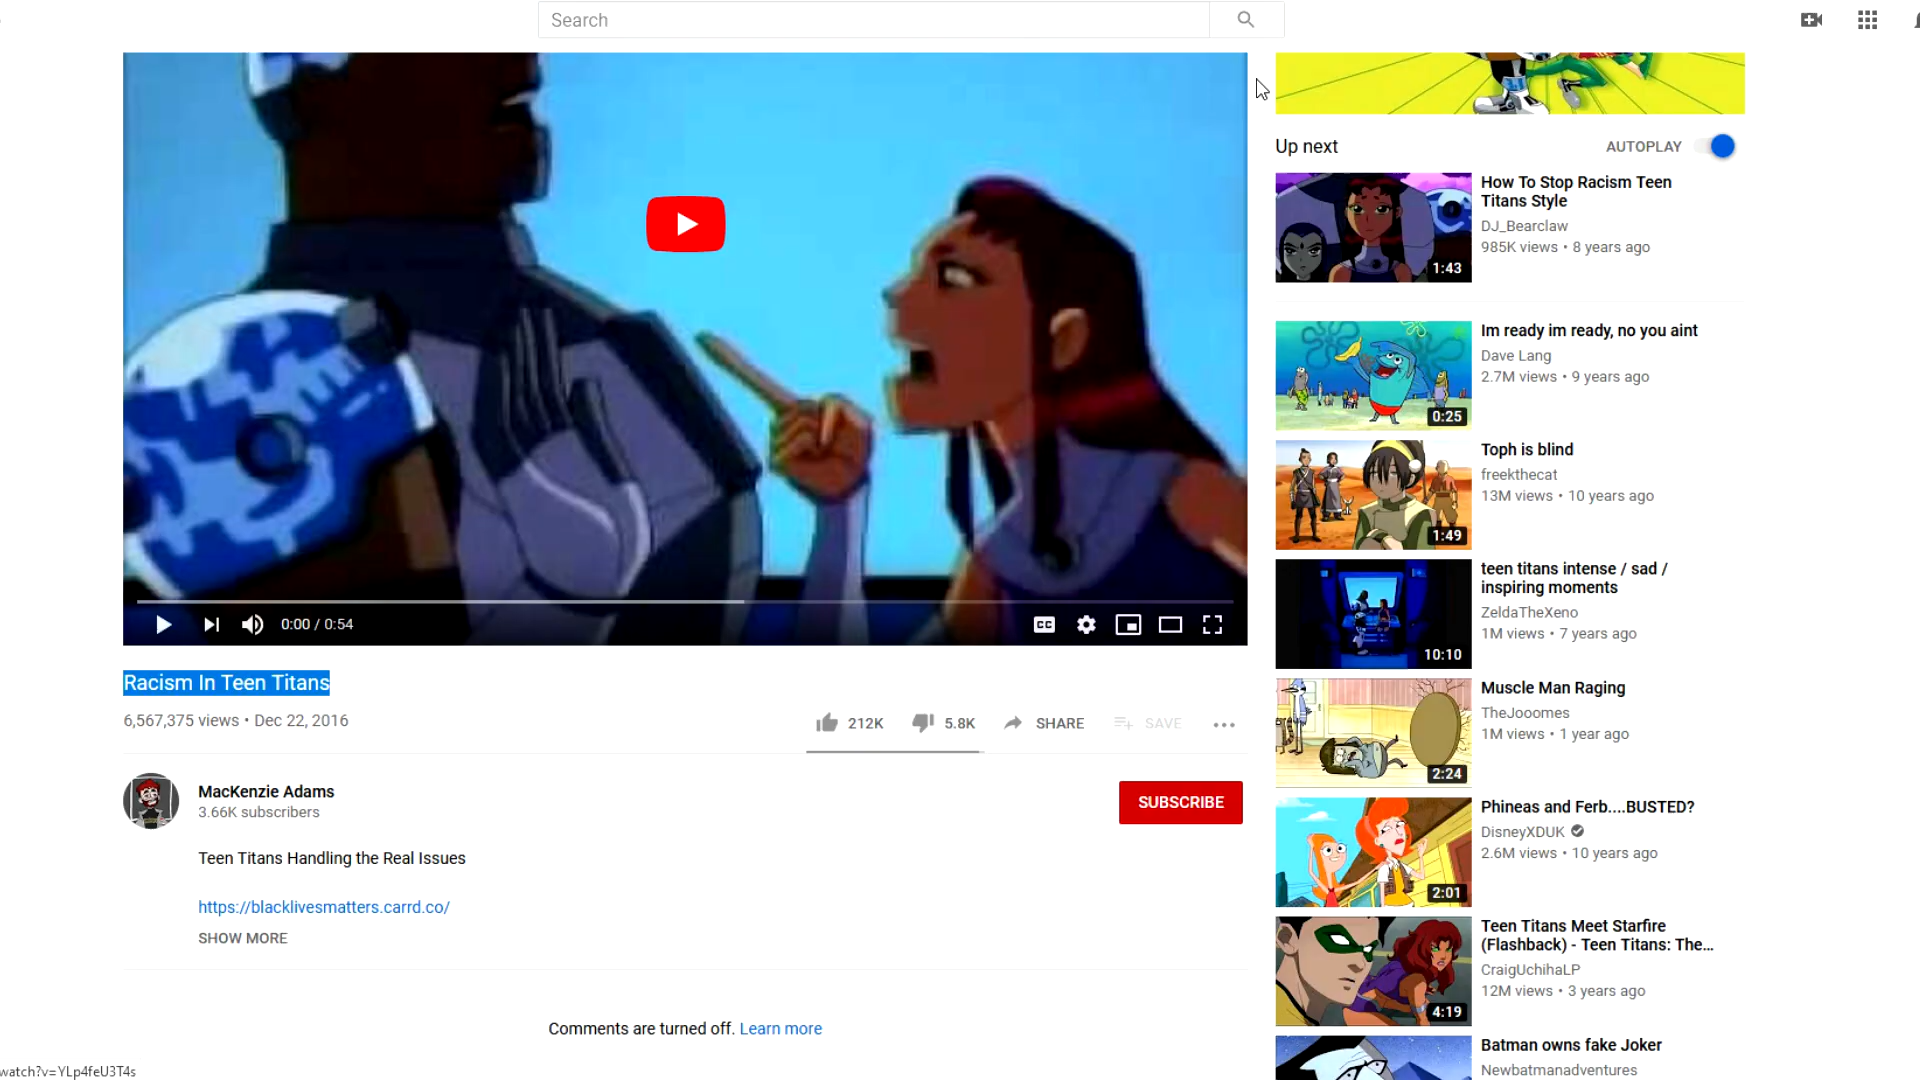 Search
Up next
AUTOPLAY
How To Stop Racism Teen
Titans Style
DJ_Bearclaw
985K views • 8 years ago
1:43
Im ready im ready, no you aint
Dave Lang
2.7M views • 9 years ago
0:25
Toph is blind
freekthecat
13M views • 10 years ago
1:49
teen titans intense / sad /
inspiring moments
ZeldaTheXeno
1M views • 7 years ago
10:10
Muscle Man Raging
TheJooomes
1M views • 1 year ago
2:24
Phineas and Ferb....BUSTED?
DisneyXDUK
2.6M views • 10 years ago
2:01
Teen Titans Meet Starfire
(Flashback) - Teen Titans: The...
CraigUchihaLP
12M views • 3 years ago
4:19
Batman owns fake Joker
Newbatmanadventures
0:00 / 0:54
CC
Racism In Teen Titans
6,567,375 views • Dec 22, 2016
212K
5.8K
SHARE
SAVE
MacKenzie Adams
3.66K subscribers
SUBSCRIBE
Teen Titans Handling the Real Issues
https://blacklivesmatters.carrd.co/
SHOW MORE
Comments are turned off. Learn more
watch?v=YLp4feU3T4s